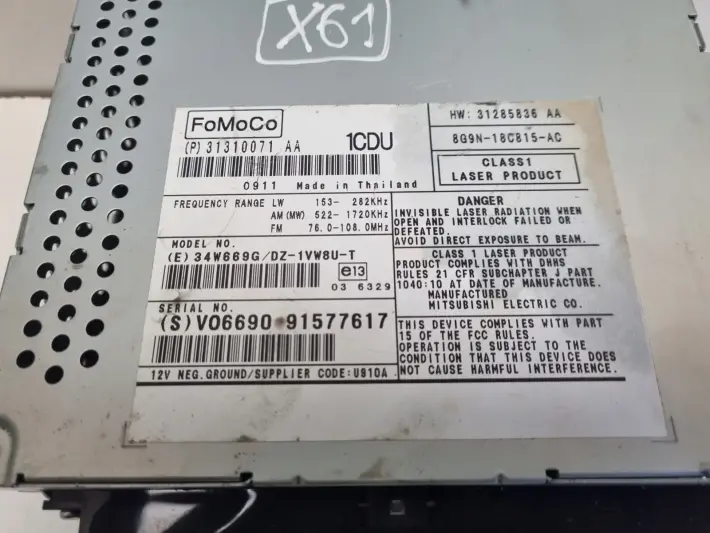 X61
FoMoCo
(P) 31310071 AA 1CDU
0911 Made in Thailand
HW: 31285836 AA
8G9N-18C815-AC
CLASS1
LASER PRODUCT
FREQUENCY RANGE LW 153- 282KHz
AM(MW) 522-1720KHz
FM 76.0-108.0MHz
MODEL NO.
(E) 34W669G/DZ-1VW8U-T
e13
03 6329
SERIAL NO.
(S) V06690 91577617
12V NEG.GROUND/SUPPLIER CODE:U910A
DANGER
INVISIBLE LASER RADIATION WHEN
OPEN AND INTERLOCK FAILED OR
DEFEATED.
AVOID DIRECT EXPOSURE TO BEAM.
CLASS 1 LASER PRODUCT
PRODUCT COMPLIES WITH DHHS
RULES 21 CFR SUBCHAPTER J PART
1040:10 AT DATE OF MANUFACTURE.
MANUFACTURED
MITSUBISHI ELECTRIC CO.
THIS DEVICE COMPLIES WITH PART
15 OF THE FCC RULES.
OPERATION IS SUBJECT TO THE
CONDITION THAT THIS DEVICE DOES
NOT CAUSE HARMFUL INTERFERENCE.